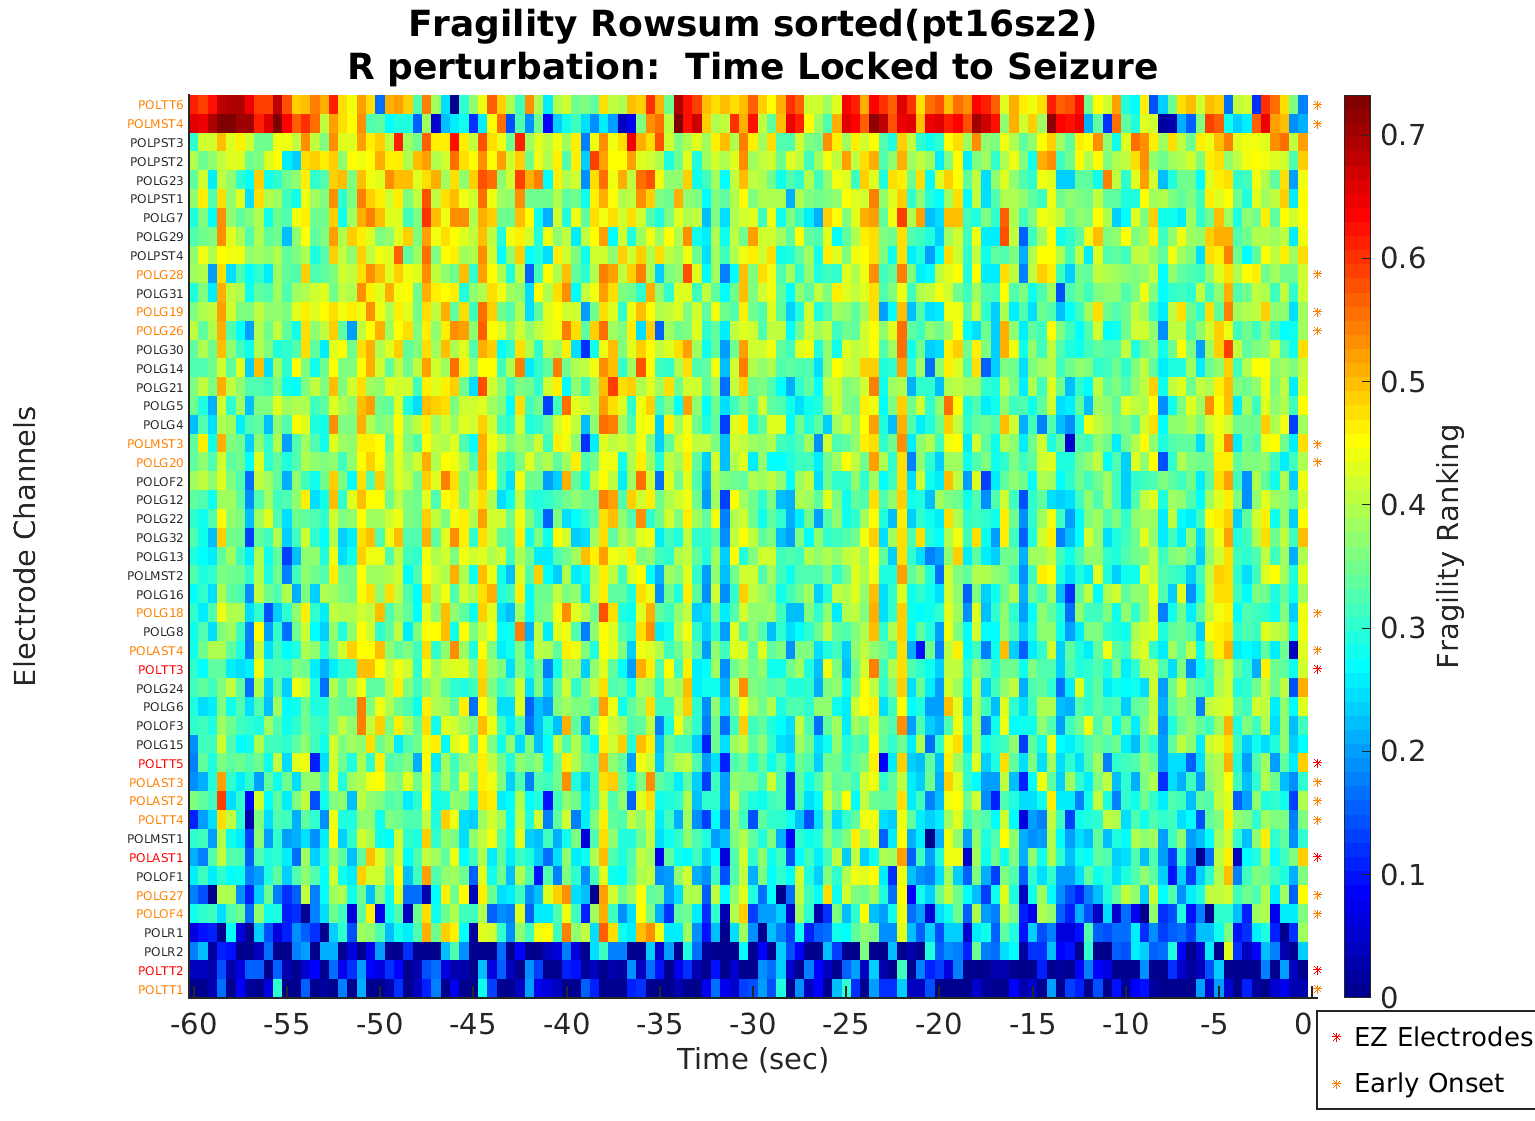 Fragility Rowsum sorted(pt16sz2)
R perturbation:  Time Locked to Seizure
Electrode Channels
POLTT6
POLMST4
POLPST3
POLPST2
POLG23
POLPST1
POLG7
POLG29
POLPST4
POLG28
POLG31
POLG19
POLG26
POLG30
POLG14
POLG21
POLG5
POLG4
POLMST3
POLG20
POLOF2
POLG12
POLG22
POLG32
POLG13
POLMST2
POLG16
POLG18
POLG8
POLAST4
POLTT3
POLG24
POLG6
POLOF3
POLG15
POLTT5
POLAST3
POLAST2
POLTT4
POLMST1
POLAST1
POLOF1
POLG27
POLOF4
POLR1
POLR2
POLTT2
POLTT1
-60 -55 -50 -45 -40 -35 -30 -25 -20 -15 -10 -5 0
Time (sec)
0.7
0.6
0.5
0.4
0.3
0.2
0.1
0
Fragility Ranking
EZ Electrodes
Early Onset